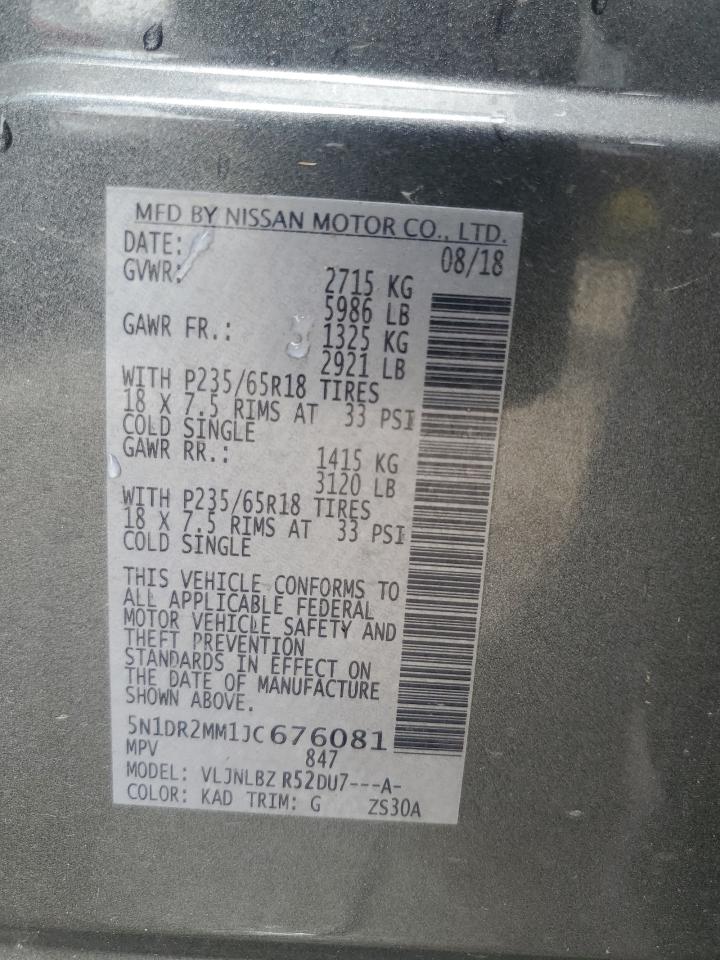 MFD BY NISSAN MOTOR CO., LTD.
DATE: 08/18
GVWR: 2715 KG
5986 LB
GAWR FR.: 1325 KG
2921 LB
WITH P235/65R18 TIRES
18 X 7.5 RIMS AT 33 PSI
COLD SINGLE
GAWR RR.: 1415 KG
3120 LB
WITH P235/65R18 TIRES
18 X 7.5 RIMS AT 33 PSI
COLD SINGLE
THIS VEHICLE CONFORMS TO
ALL APPLICABLE FEDERAL
MOTOR VEHICLE SAFETY AND
THEFT PREVENTION
STANDARDS IN EFFECT ON
THE DATE OF MANUFACTURE
SHOWN ABOVE.
5N1DR2MM1JC676081
MPV 847
MODEL: VLJNLBZ R52DU7---A-
COLOR: KAD TRIM: G ZS30A